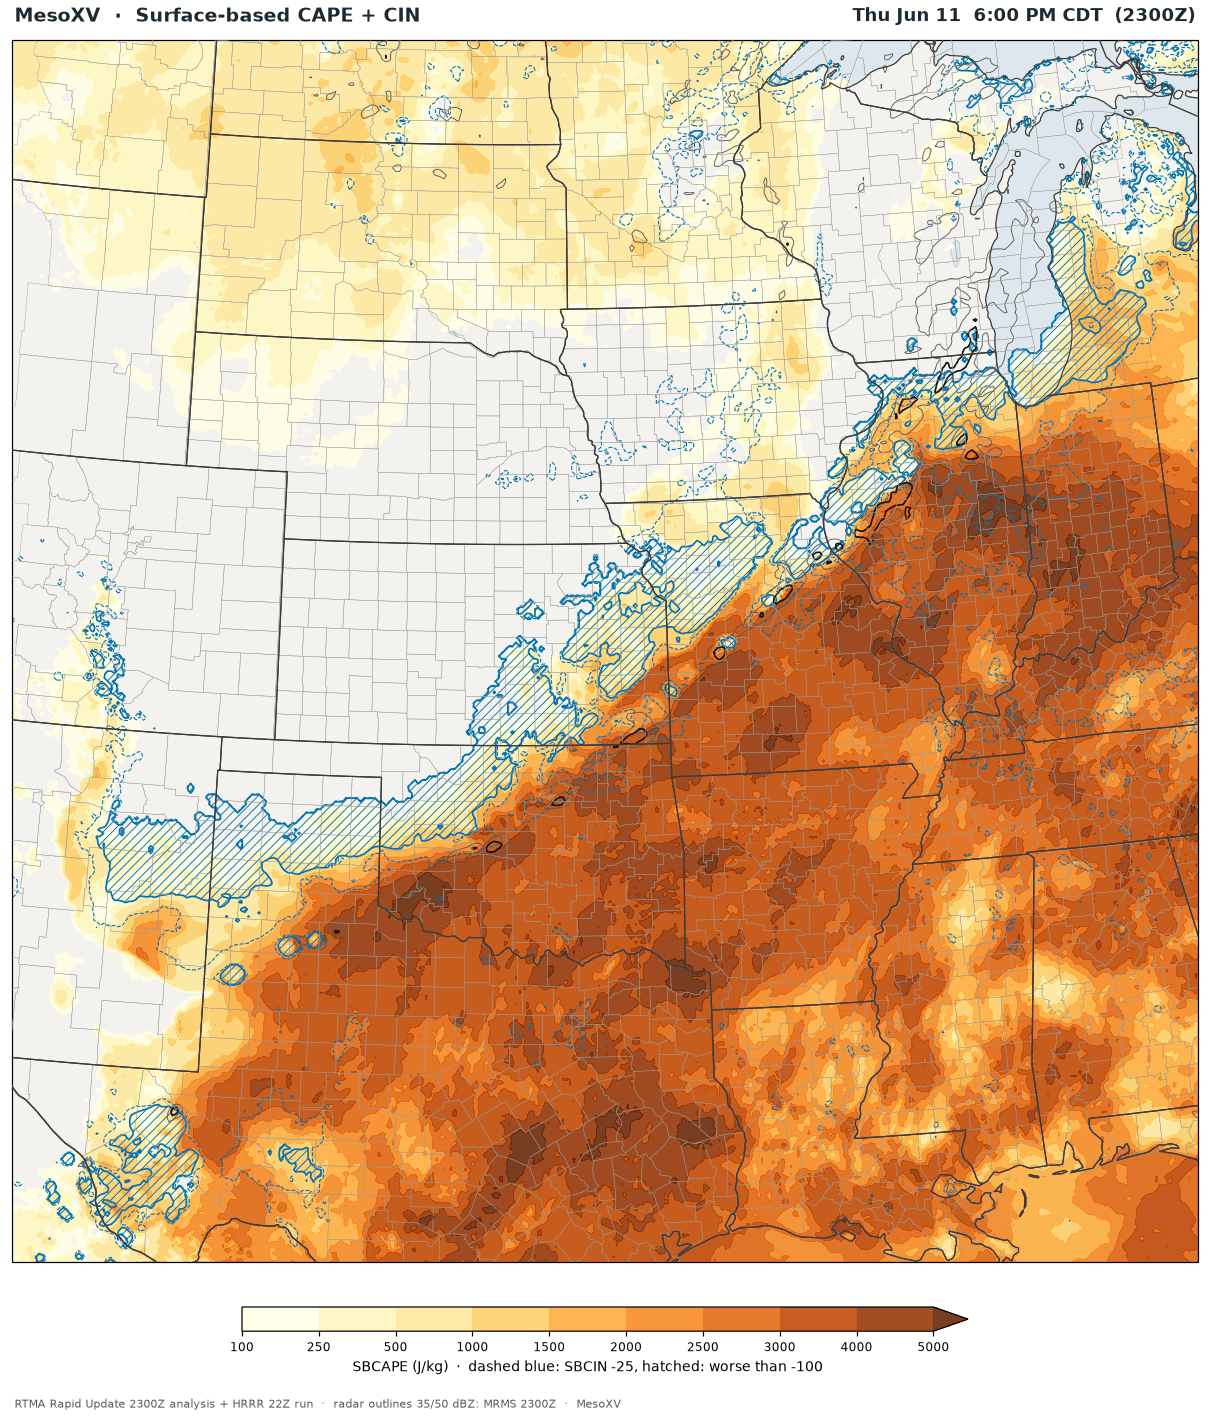 MesoXV · Surface-based CAPE + CIN
Thu Jun 11 6:00 PM CDT (2300Z)
100 250 500 1000 1500 2000 2500 3000 4000 5000
SBCAPE (J/kg) · dashed blue: SBCIN -25, hatched: worse than -100
RTMA Rapid Update 2300Z analysis + HRRR 22Z run · radar outlines 35/50 dBZ: MRMS 2300Z · MesoXV